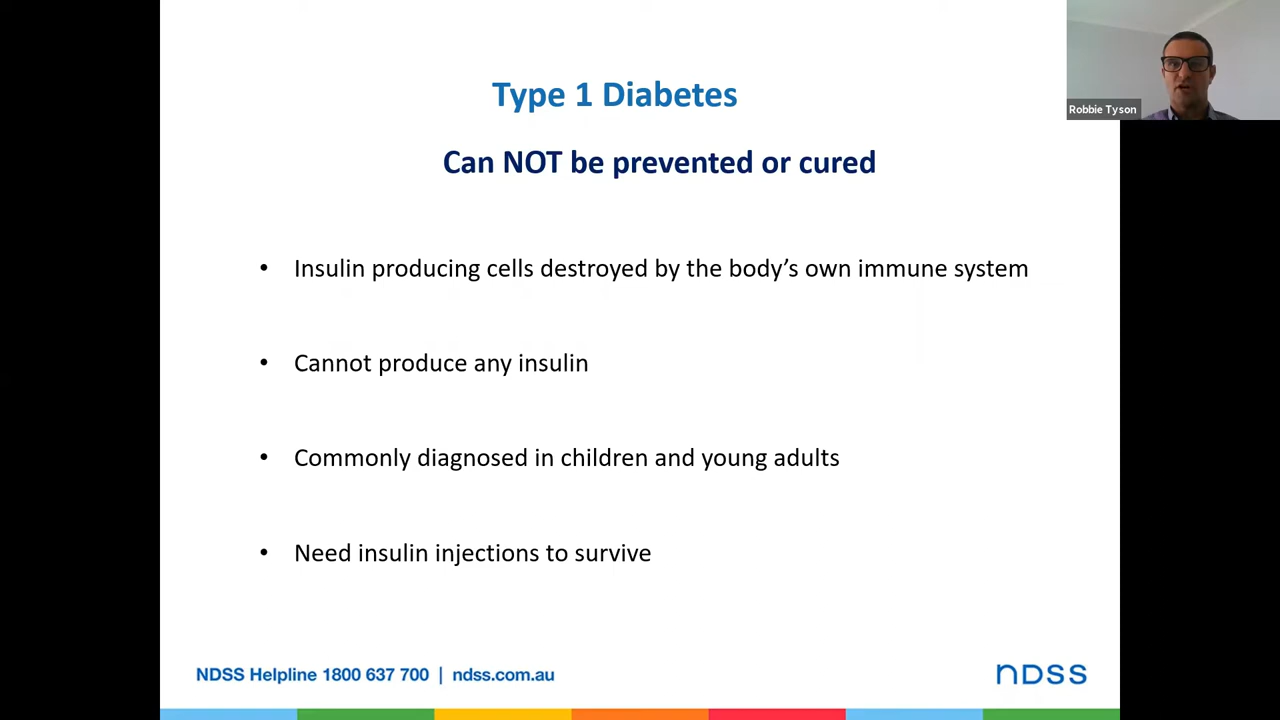 Type 1 Diabetes
Robbie Tyson
Can NOT be prevented or cured
• Insulin producing cells destroyed by the body’s own immune system
• Cannot produce any insulin
• Commonly diagnosed in children and young adults
• Need insulin injections to survive
NDSS Helpline 1800 637 700 | ndss.com.au
ndss